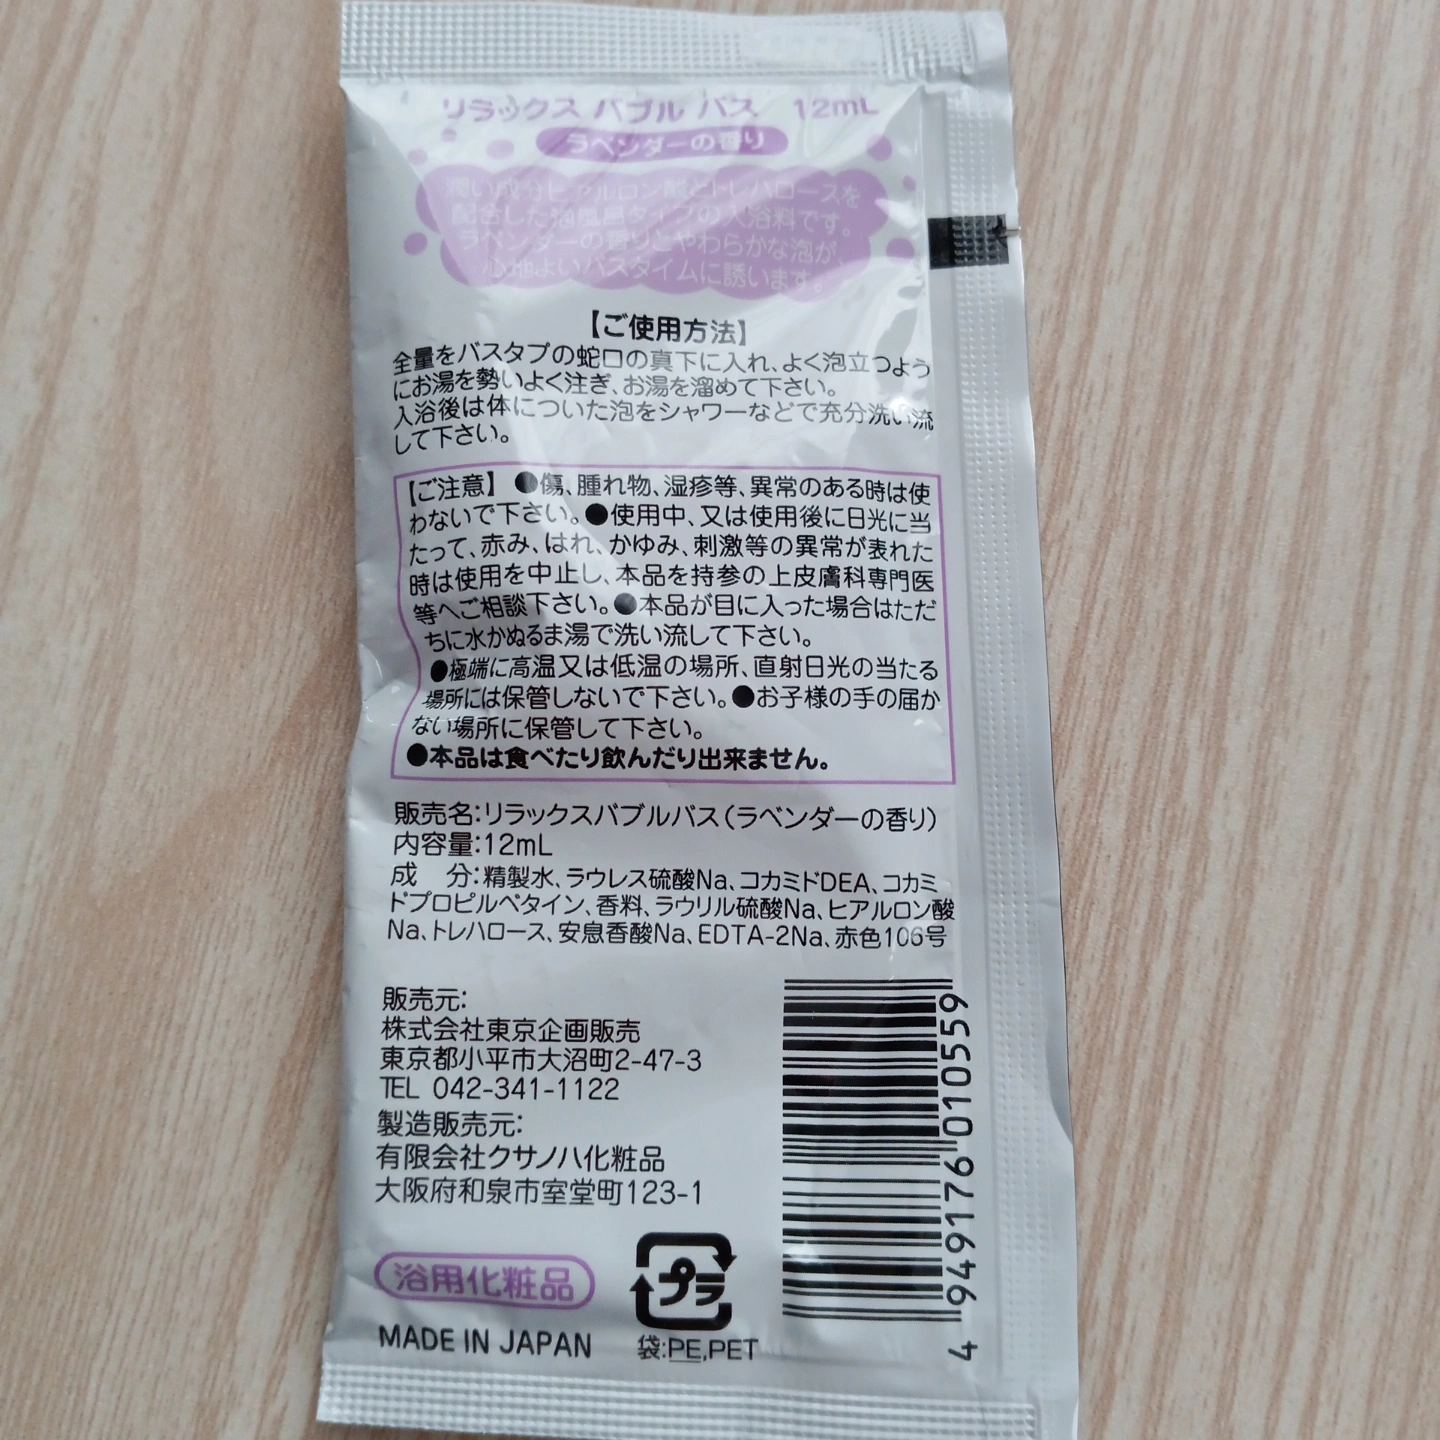 リラックス バブル バス 12mL
ラベンダーの香り
潤い成分ヒアルロン酸とトレハロースを
配合した泡風呂タイプの入浴料です。
ラベンダーの香りとやわらかな泡が、
心地よいバスタイムに誘います。
【ご使用方法】
全量をバスタブの蛇口の真下に入れ、よく泡立つよう
にお湯を勢いよく注ぎ、お湯を溜めて下さい。
入浴後は体についた泡をシャワーなどで充分洗い流
して下さい。
【ご注意】 ●傷、腫れ物、湿疹等、異常のある時は使
わないで下さい。●使用中、又は使用後に日光に当
たって、赤み、はれ、かゆみ、刺激等の異常が表れた
時は使用を中止し、本品を持参の上皮膚科専門医
等へご相談下さい。●本品が目に入った場合はただ
ちに水かぬるま湯で洗い流して下さい。
●極端に高温又は低温の場所、直射日光の当たる
場所には保管しないで下さい。●お子様の手の届か
ない場所に保管して下さい。
●本品は食べたり飲んだり出来ません。
販売名:リラックスバブルバス(ラベンダーの香り)
内容量:12mL
成 分:精製水、ラウレス硫酸Na、コカミドDEA、コカミ
ドプロピルベタイン、香料、ラウリル硫酸Na、ヒアルロン酸
Na、トレハロース、安息香酸Na、EDTA-2Na、赤色106号
販売元:
株式会社東京企画販売
東京都小平市大沼町2-47-3
TEL 042-341-1122
製造販売元:
有限会社クサノハ化粧品
大阪府和泉市室堂町123-1
浴用化粧品
MADE IN JAPAN
プラ
袋:PE,PET
4 949176 010559